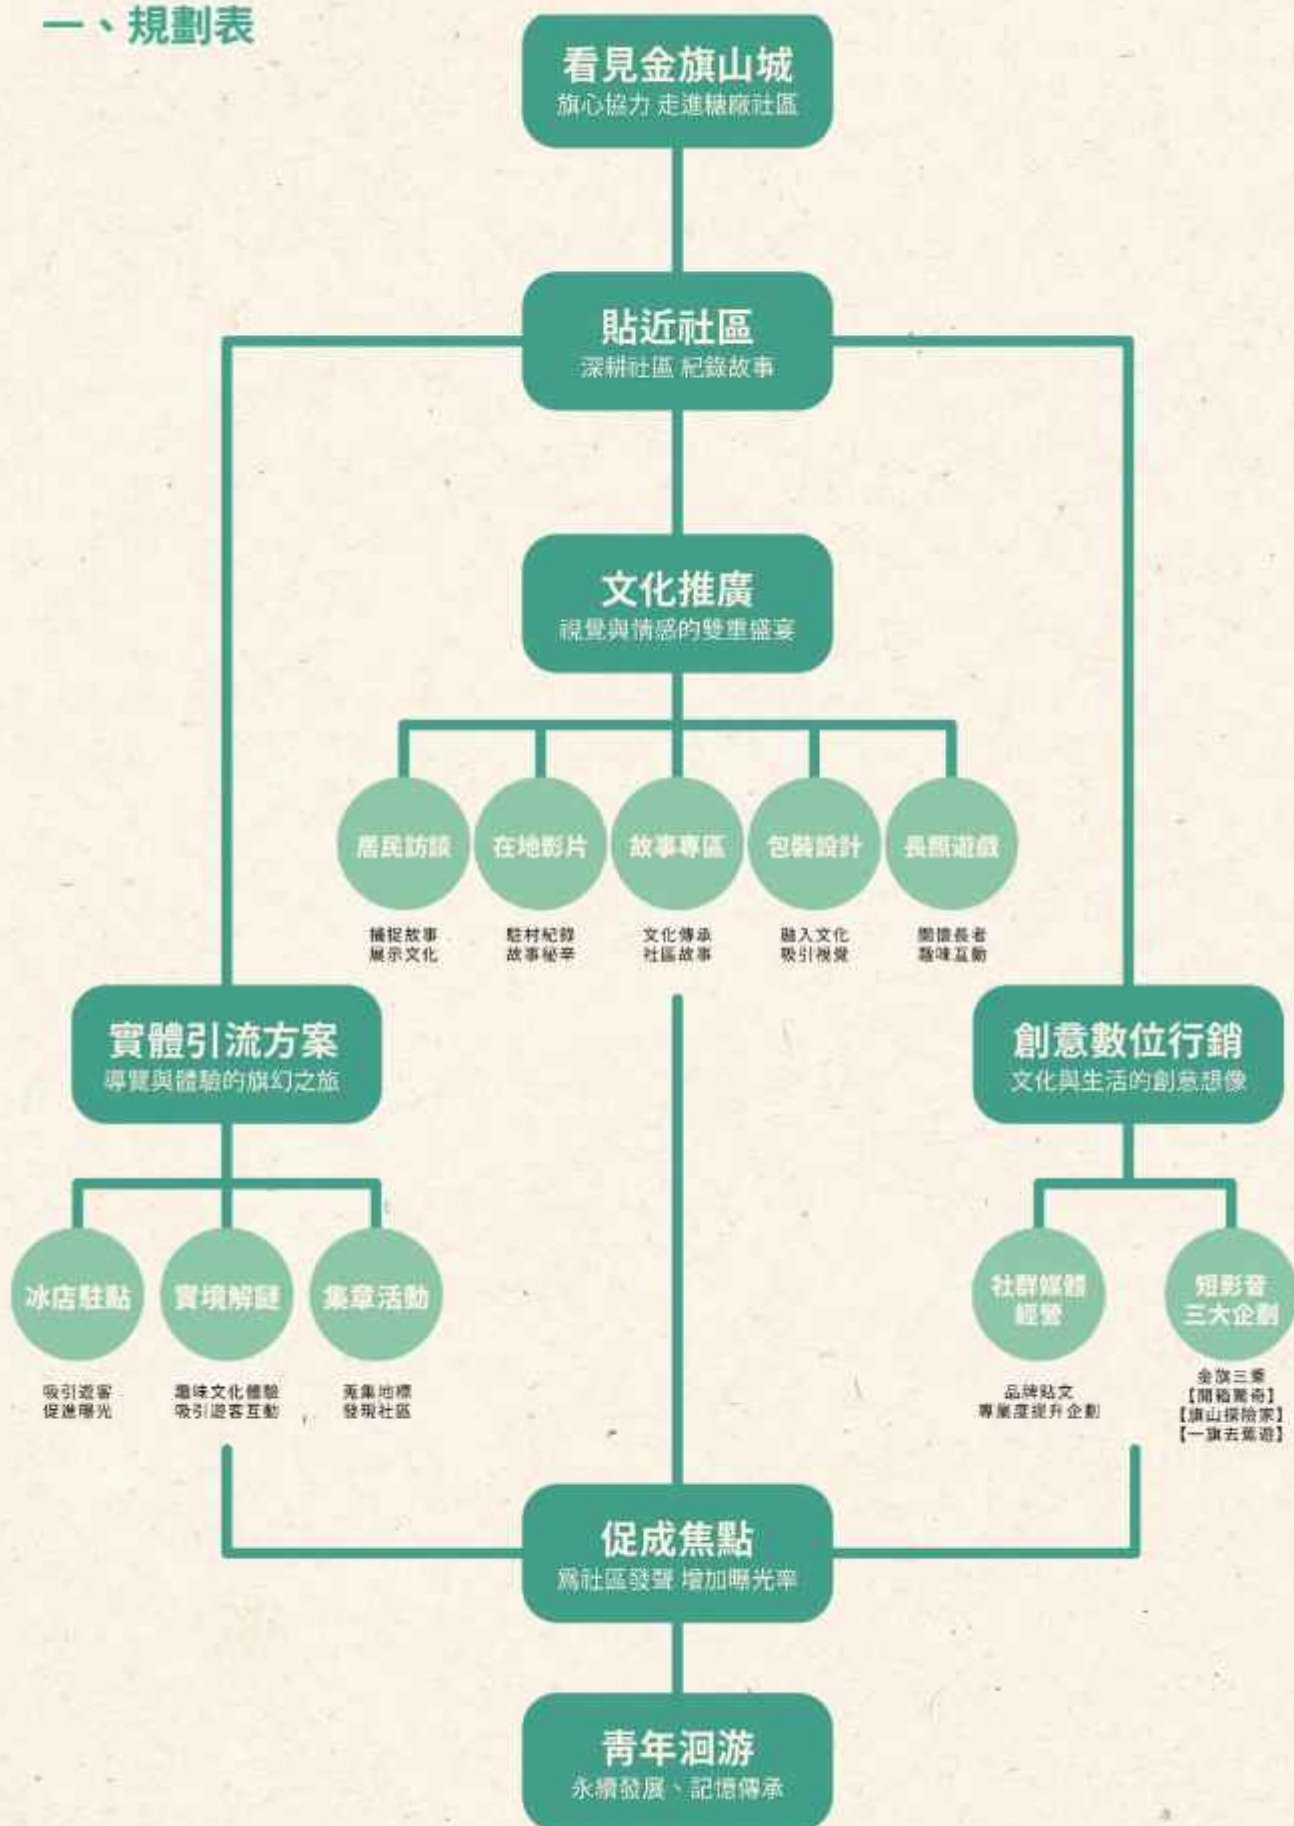 一、規劃表
看見金旗山城
旗心協力 走進糖廠社區
貼近社區
深耕社區 紀錄故事
文化推廣
視覺與情感的雙重盛宴
居民訪談
在地影片
故事專區
包裝設計
長照遊戲
捕捉故事
展示文化
駐村紀錄
故事秘辛
文化傳承
社區故事
融入文化
吸引視覺
關懷長者
趣味互動
實體引流方案
導覽與體驗的旗幻之旅
創意數位行銷
文化與生活的創意想像
冰店駐點
實境解謎
集章活動
社群媒體
經營
短影音
三大企劃
吸引遊客
促進曝光
趣味文化體驗
吸引遊客互動
蒐集地標
發現社區
品牌貼文
專業度提升企劃
金旗三重
【開箱驚奇】
【旗山探險家】
【一旗去蕉遊】
促成焦點
為社區發聲 增加曝光率
青年洄游
永續發展、記憶傳承